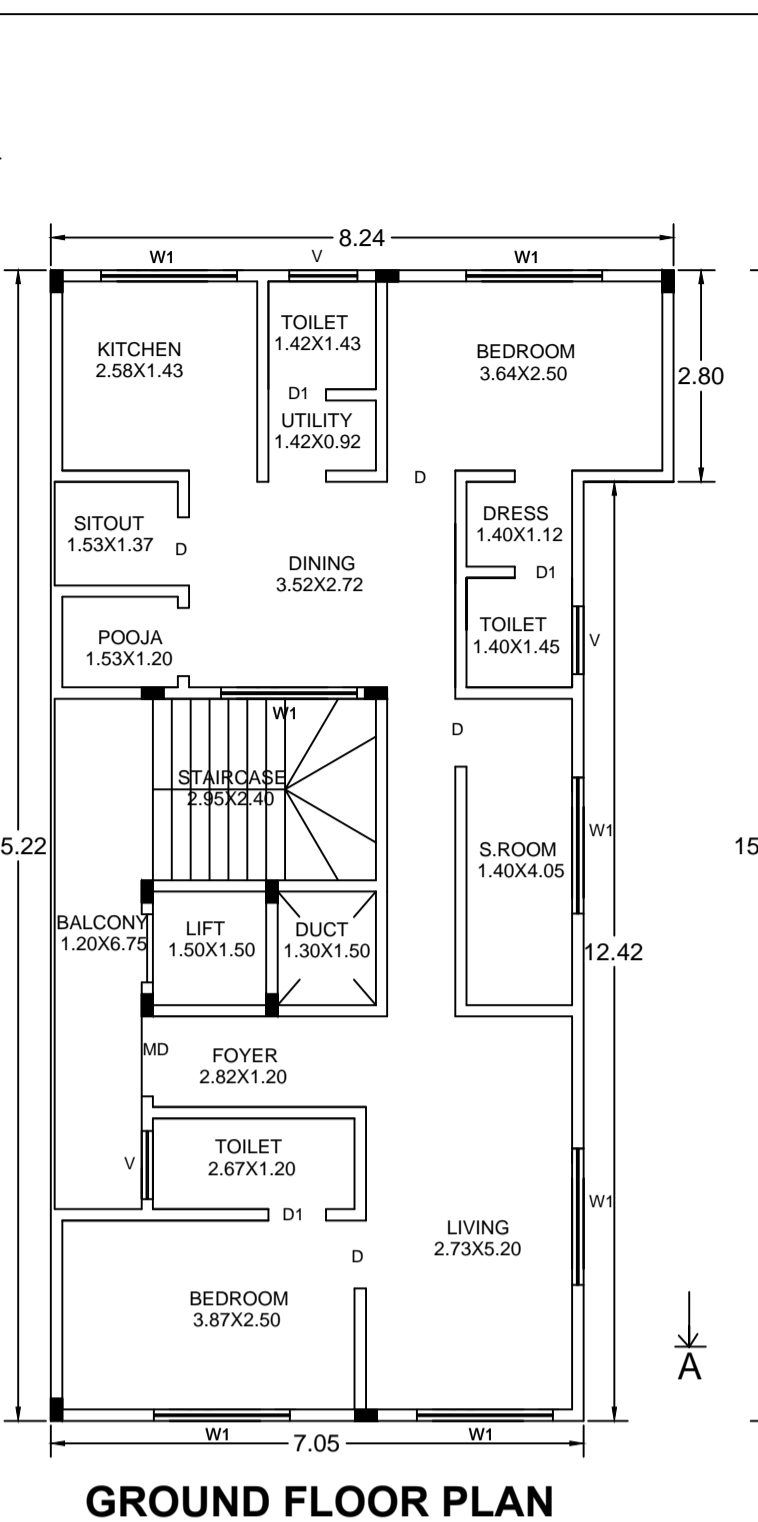 8.24
W1
V
W1
KITCHEN
2.58X1.43
TOILET
1.42X1.43
BEDROOM
3.64X2.50
2.80
D1
UTILITY
1.42X0.92
D
SITOUT
1.53X1.37
D
DINING
3.52X2.72
DRESS
1.40X1.12
D1
POOJA
1.53X1.20
TOILET
1.40X1.45
V
W1
D
STAIRCASE
2.95X2.40
5.22
S.ROOM
1.40X4.05
W1
15
BALCONY
1.20X6.75
LIFT
1.50X1.50
DUCT
1.30X1.50
12.42
MD
FOYER
2.82X1.20
TOILET
2.67X1.20
V
D1
LIVING
2.73X5.20
W1
D
BEDROOM
3.87X2.50
A
W1
7.05
W1
GROUND FLOOR PLAN